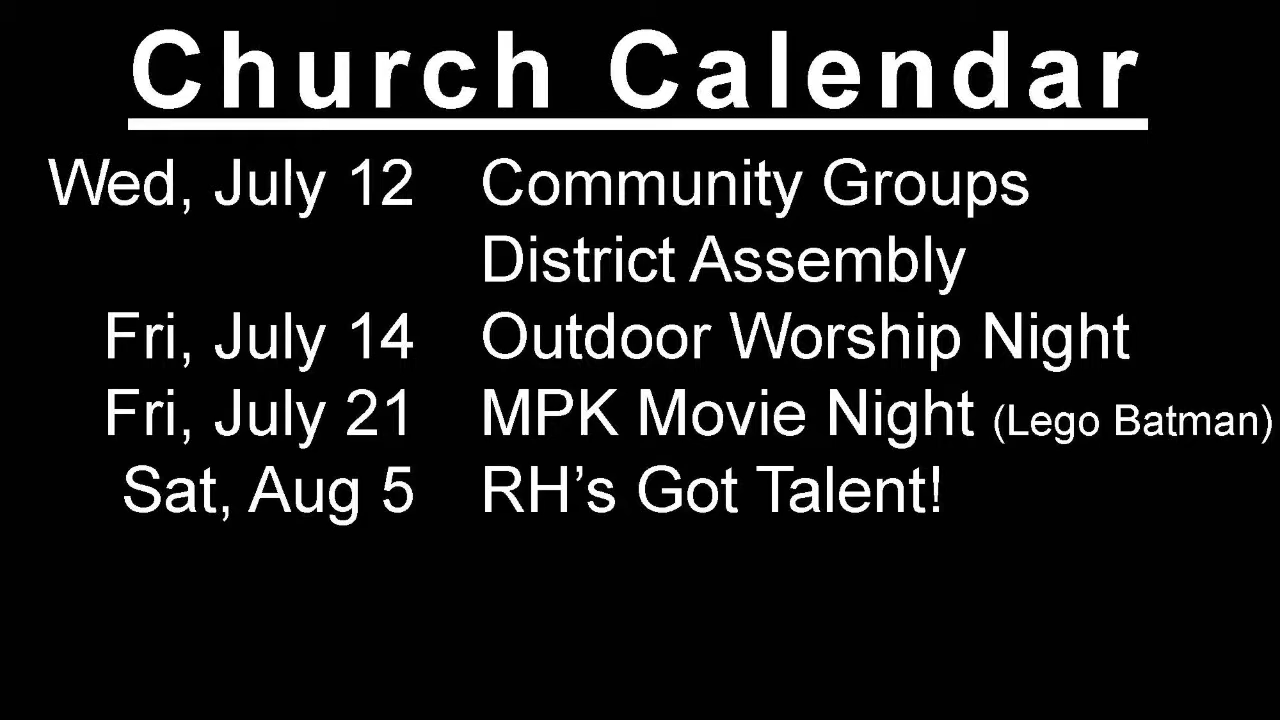 Church Calendar
Wed, July 12 Community Groups
District Assembly
Fri, July 14 Outdoor Worship Night
Fri, July 21 MPK Movie Night (Lego Batman)
Sat, Aug 5 RH’s Got Talent!